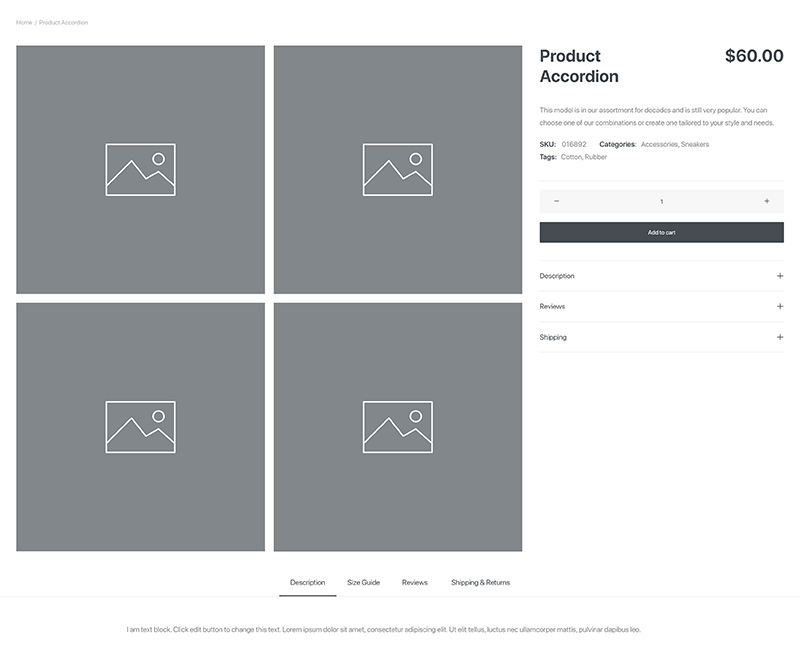 Home / Product Accordion
Product
Accordion
$60.00
This model is in our assortment for decades and is still very popular. You can
choose one of our combinations or create one tailored to your style and needs.
SKU: 016892 Categories: Accessories, Sneakers
Tags: Cotton, Rubber
− 1 +
Add to cart
Description +
Reviews +
Shipping +
Description Size Guide Reviews Shipping & Returns
I am text block. Click edit button to change this text. Lorem ipsum dolor sit amet, consectetur adipiscing elit. Ut elit tellus, luctus nec ullamcorper mattis, pulvinar dapibus leo.